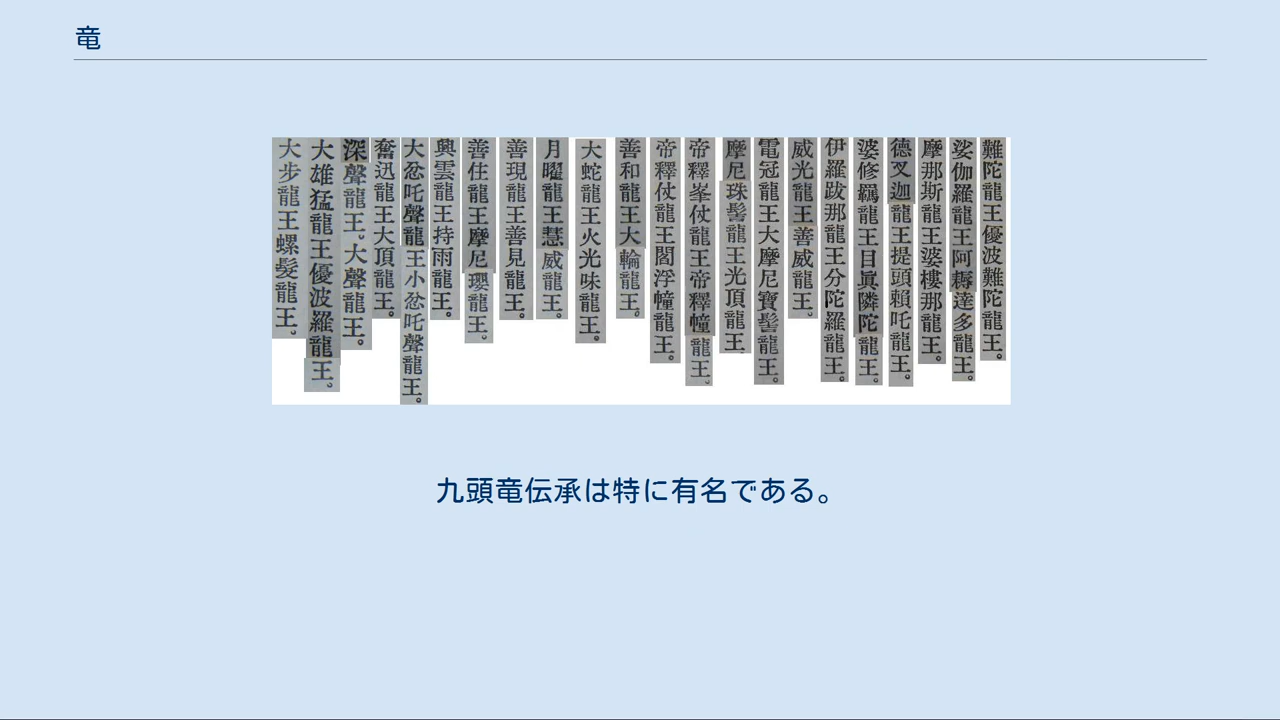 竜
難陀龍王優波難陀龍王。
娑伽羅龍王阿耨達多龍王。
摩那斯龍王婆樓那龍王。
德叉迦龍王提頭賴吒龍王。
婆修羈龍王目眞隣陀龍王。
伊羅跋那龍王分陀羅龍王。
威光龍王善威龍王。
電冠龍王大摩尼寶髻龍王。
摩尼珠髻龍王光頂龍王。
帝釋峯仗龍王帝釋幢龍王。
帝釋仗龍王閻浮幢龍王。
善和龍王大輪龍王。
大蛇龍王火光味龍王。
月曜龍王慧威龍王。
善現龍王善見龍王。
善住龍王摩尼瓔龍王。
興雲龍王持雨龍王。
大忿吒聲龍王小忿吒聲龍王。
奮迅龍王大頂龍王。
深聲龍王。大聲龍王。
大雄猛龍王優波羅龍王。
大步龍王螺髮龍王。
九頭竜伝承は特に有名である。